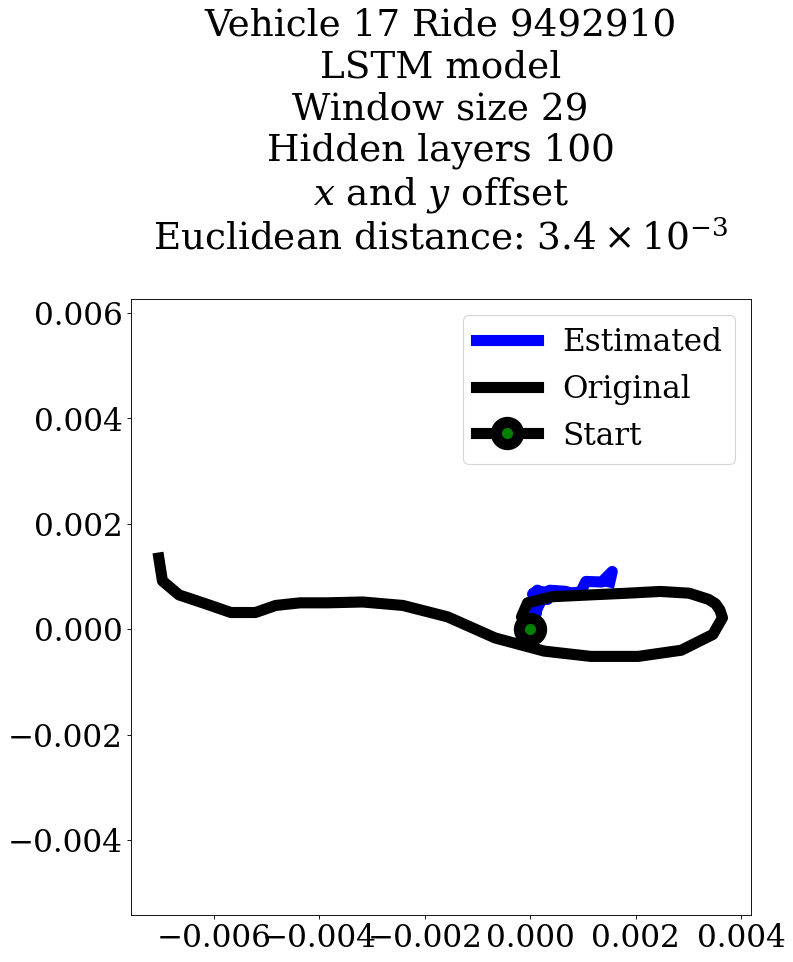 Vehicle 17 Ride 9492910
LSTM model
Window size 29
Hidden layers 100
x and y offset
Euclidean distance: 3.4 × 10⁻³
Estimated
Original
Start
0.006
0.004
0.002
0.000
−0.002
−0.004
−0.006 −0.004 −0.002 0.000 0.002 0.004